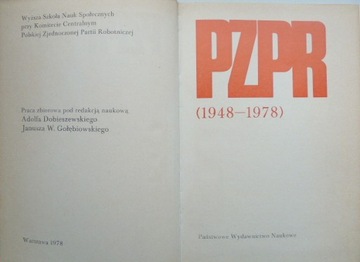 Wyższa Szkoła Nauk Społecznych
przy Komitecie Centralnym
Polskiej Zjednoczonej Partii Robotniczej
Praca zbiorowa pod redakcją naukową
Adolfa Dobieszewskiego
Janusza W. Gołębiowskiego
Warszawa 1978
PZPR
(1948—1978)
Państwowe Wydawnictwo Naukowe